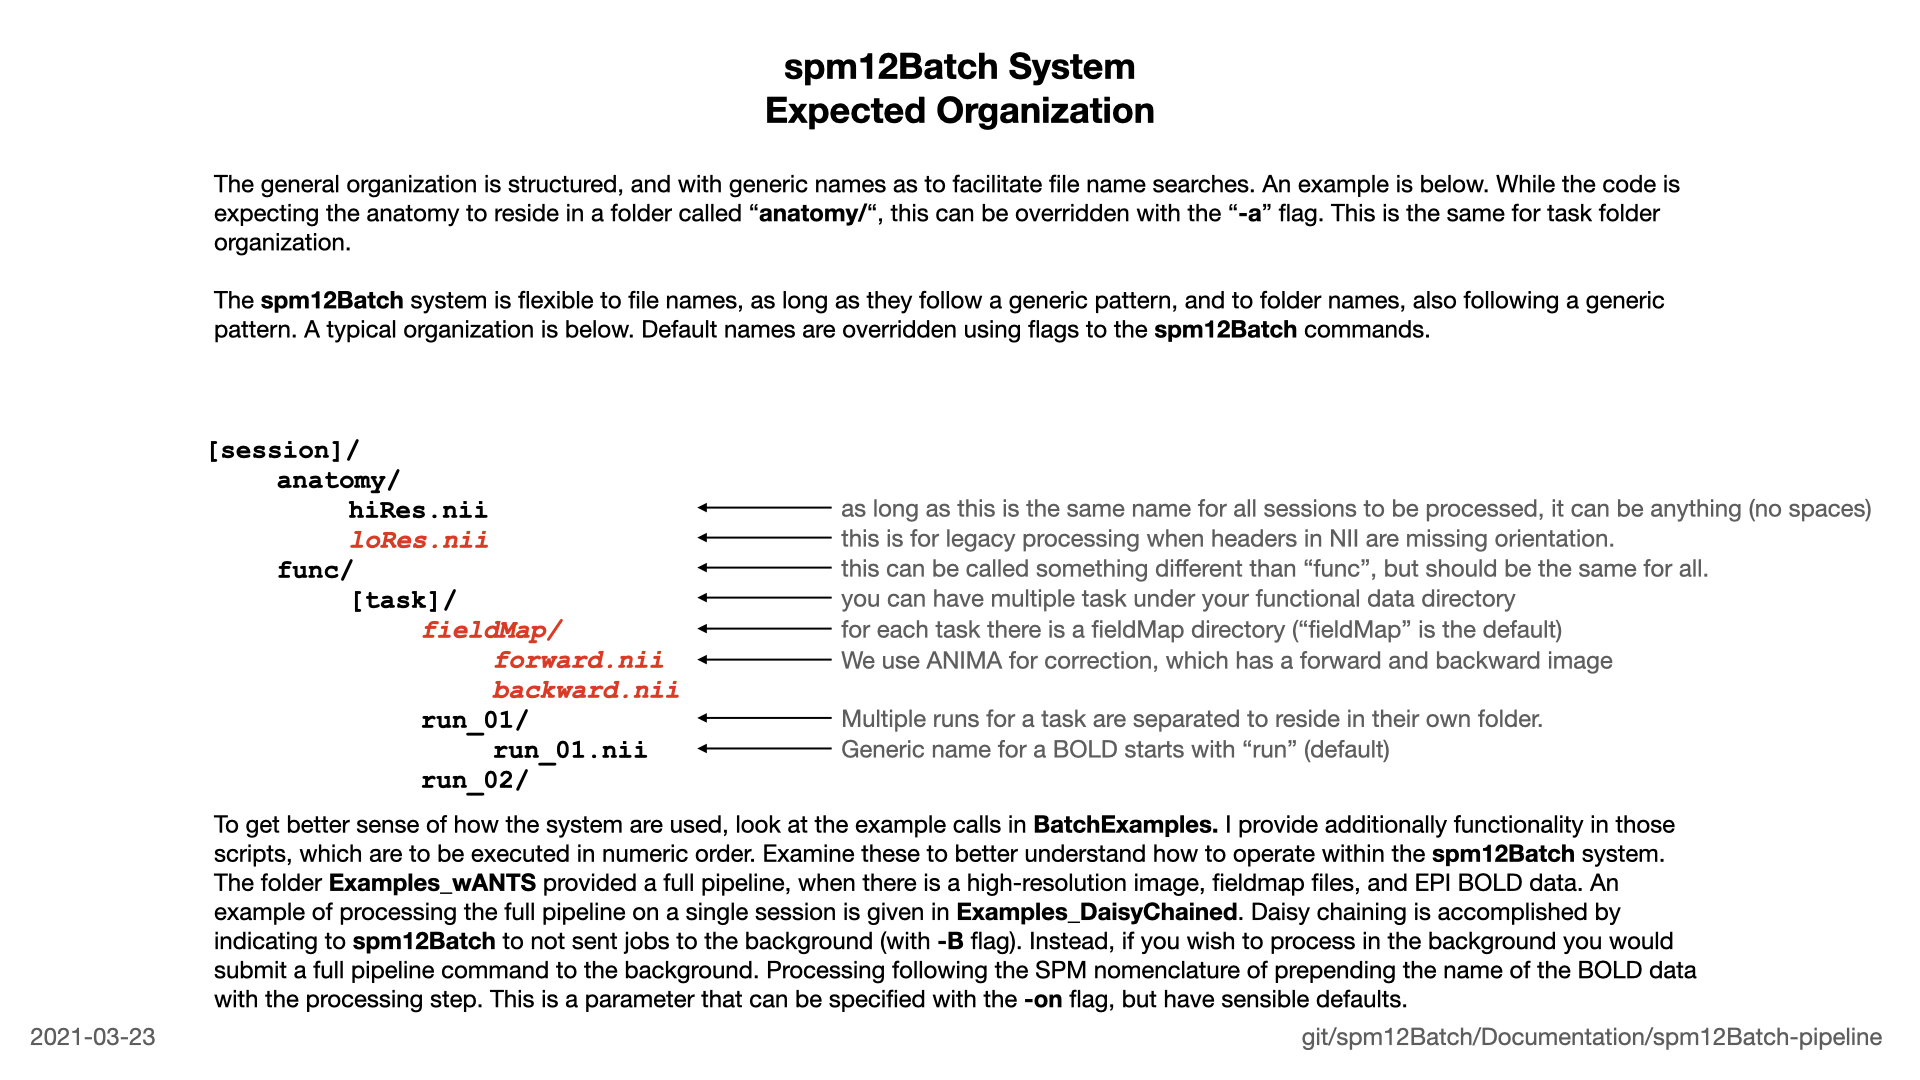 spm12Batch System
Expected Organization
The general organization is structured, and with generic names as to facilitate file name searches. An example is below. While the code is
expecting the anatomy to reside in a folder called “anatomy/“, this can be overridden with the “-a” flag. This is the same for task folder
organization.
The spm12Batch system is flexible to file names, as long as they follow a generic pattern, and to folder names, also following a generic
pattern. A typical organization is below. Default names are overridden using flags to the spm12Batch commands.
[session]/
anatomy/
hiRes.nii as long as this is the same name for all sessions to be processed, it can be anything (no spaces)
loRes.nii this is for legacy processing when headers in NII are missing orientation.
func/ this can be called something different than “func”, but should be the same for all.
[task]/ you can have multiple task under your functional data directory
fieldMap/ for each task there is a fieldMap directory (“fieldMap” is the default)
forward.nii We use ANIMA for correction, which has a forward and backward image
backward.nii
run_01/ Multiple runs for a task are separated to reside in their own folder.
run_01.nii Generic name for a BOLD starts with “run” (default)
run_02/
To get better sense of how the system are used, look at the example calls in BatchExamples. I provide additionally functionality in those
scripts, which are to be executed in numeric order. Examine these to better understand how to operate within the spm12Batch system.
The folder Examples_wANTS provided a full pipeline, when there is a high-resolution image, fieldmap files, and EPI BOLD data. An
example of processing the full pipeline on a single session is given in Examples_DaisyChained. Daisy chaining is accomplished by
indicating to spm12Batch to not sent jobs to the background (with -B flag). Instead, if you wish to process in the background you would
submit a full pipeline command to the background. Processing following the SPM nomenclature of prepending the name of the BOLD data
with the processing step. This is a parameter that can be specified with the -on flag, but have sensible defaults.
2021-03-23 git/spm12Batch/Documentation/spm12Batch-pipeline